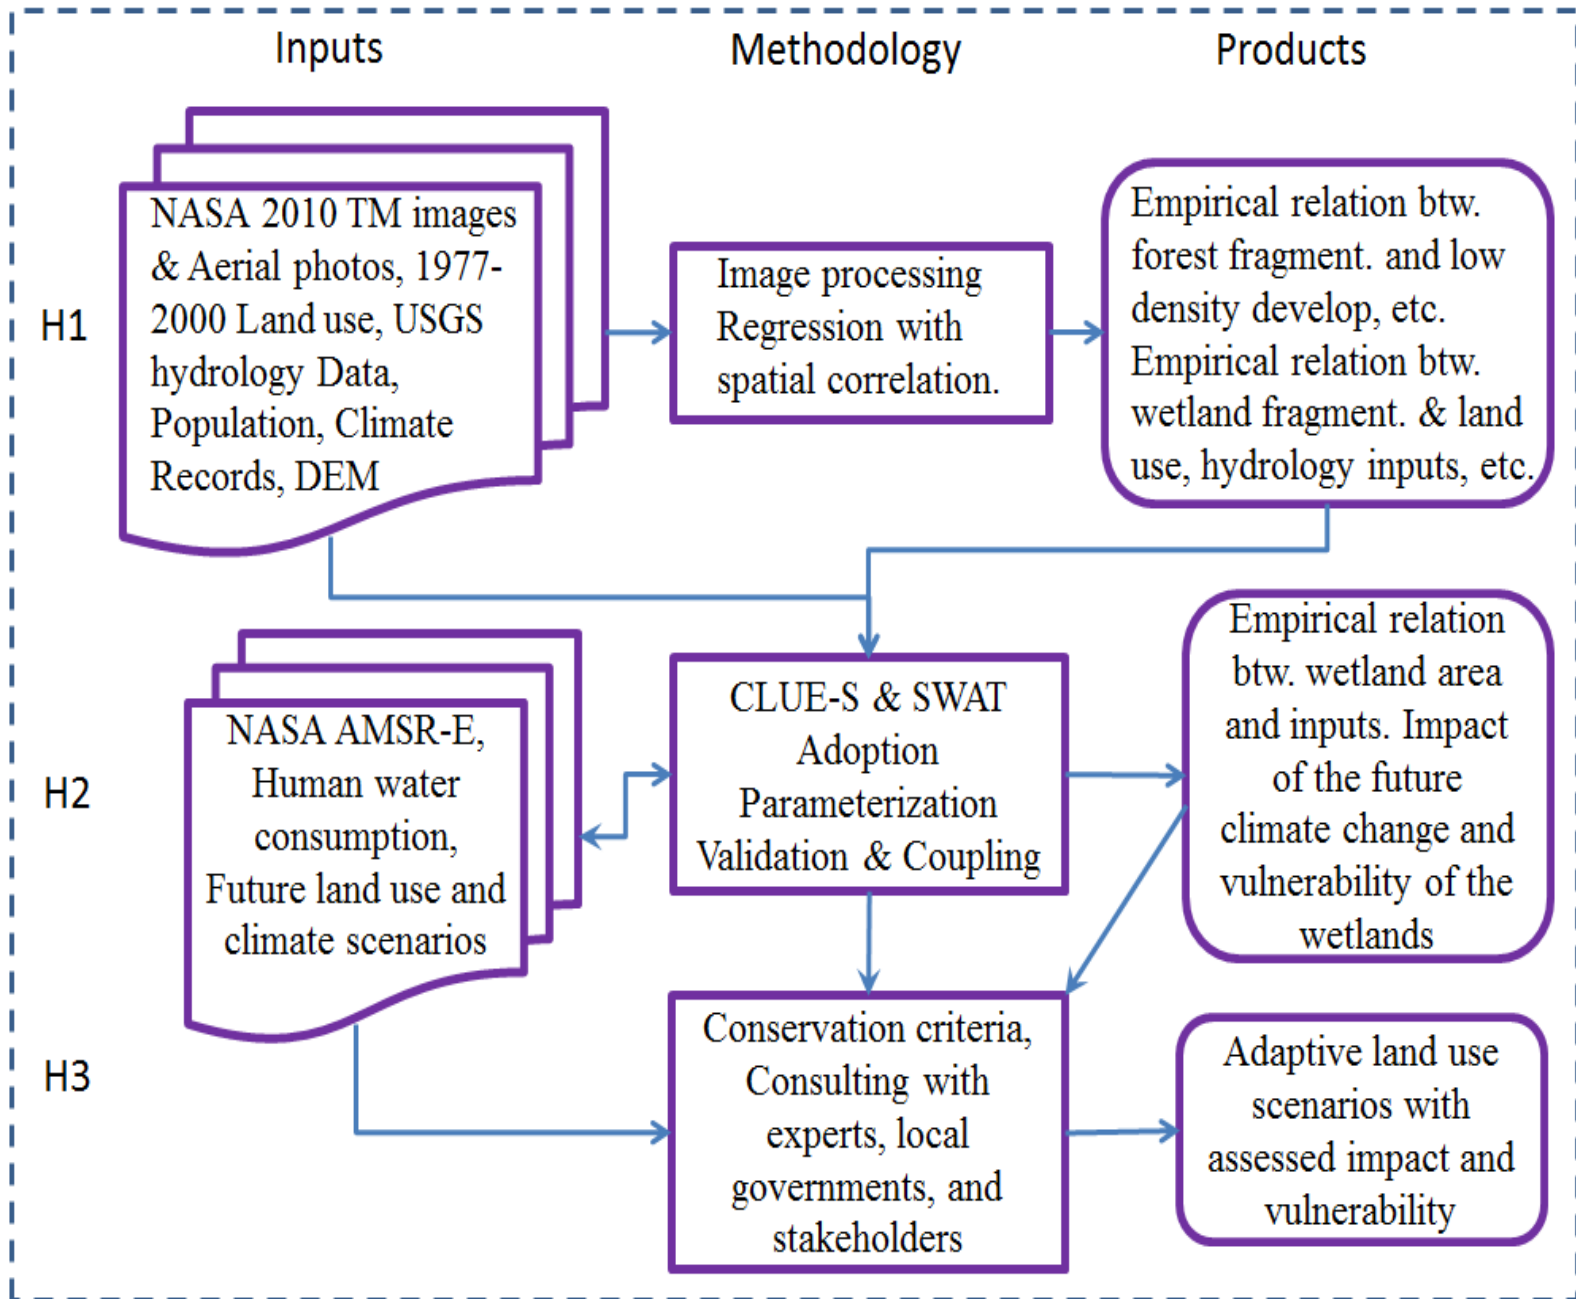 Inputs
Methodology
Products
H1
NASA 2010 TM images
& Aerial photos, 1977-
2000 Land use, USGS
hydrology Data,
Population, Climate
Records, DEM
Image processing
Regression with
spatial correlation.
Empirical relation btw.
forest fragment. and low
density develop, etc.
Empirical relation btw.
wetland fragment. & land
use, hydrology inputs, etc.
H2
NASA AMSR-E,
Human water
consumption,
Future land use and
climate scenarios
CLUE-S & SWAT
Adoption
Parameterization
Validation & Coupling
Empirical relation
btw. wetland area
and inputs. Impact
of the future
climate change and
vulnerability of the
wetlands
H3
Conservation criteria,
Consulting with
experts, local
governments, and
stakeholders
Adaptive land use
scenarios with
assessed impact and
vulnerability